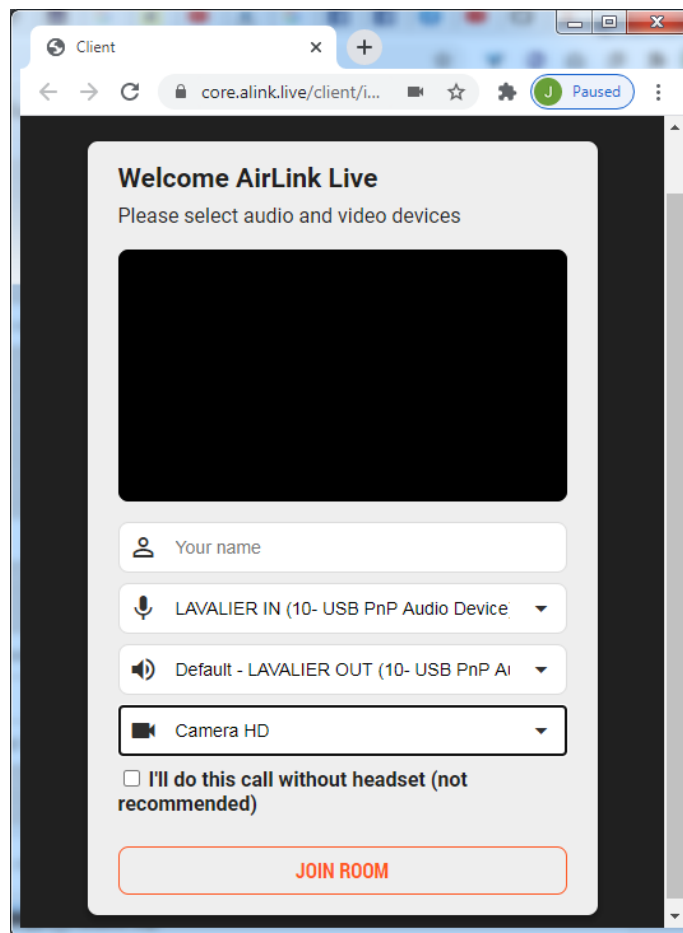 Client
core.alink.live/client/i...
J
Paused
Welcome AirLink Live
Please select audio and video devices
Your name
LAVALIER IN (10- USB PnP Audio Device)
Default - LAVALIER OUT (10- USB PnP Au
Camera HD
I'll do this call without headset (not
recommended)
JOIN ROOM